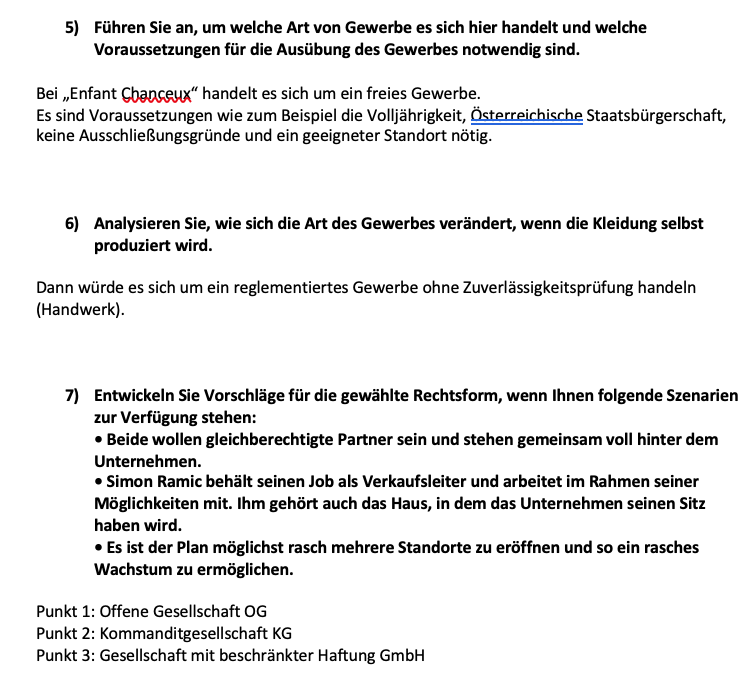 5) Führen Sie an, um welche Art von Gewerbe es sich hier handelt und welche
Voraussetzungen für die Ausübung des Gewerbes notwendig sind.
Bei „Enfant Chanceux“ handelt es sich um ein freies Gewerbe.
Es sind Voraussetzungen wie zum Beispiel die Volljährigkeit, Österreichische Staatsbürgerschaft,
keine Ausschließungsgründe und ein geeigneter Standort nötig.
6) Analysieren Sie, wie sich die Art des Gewerbes verändert, wenn die Kleidung selbst
produziert wird.
Dann würde es sich um ein reglementiertes Gewerbe ohne Zuverlässigkeitsprüfung handeln
(Handwerk).
7) Entwickeln Sie Vorschläge für die gewählte Rechtsform, wenn Ihnen folgende Szenarien
zur Verfügung stehen:
• Beide wollen gleichberechtigte Partner sein und stehen gemeinsam voll hinter dem
Unternehmen.
• Simon Ramic behält seinen Job als Verkaufsleiter und arbeitet im Rahmen seiner
Möglichkeiten mit. Ihm gehört auch das Haus, in dem das Unternehmen seinen Sitz
haben wird.
• Es ist der Plan möglichst rasch mehrere Standorte zu eröffnen und so ein rasches
Wachstum zu ermöglichen.
Punkt 1: Offene Gesellschaft OG
Punkt 2: Kommanditgesellschaft KG
Punkt 3: Gesellschaft mit beschränkter Haftung GmbH